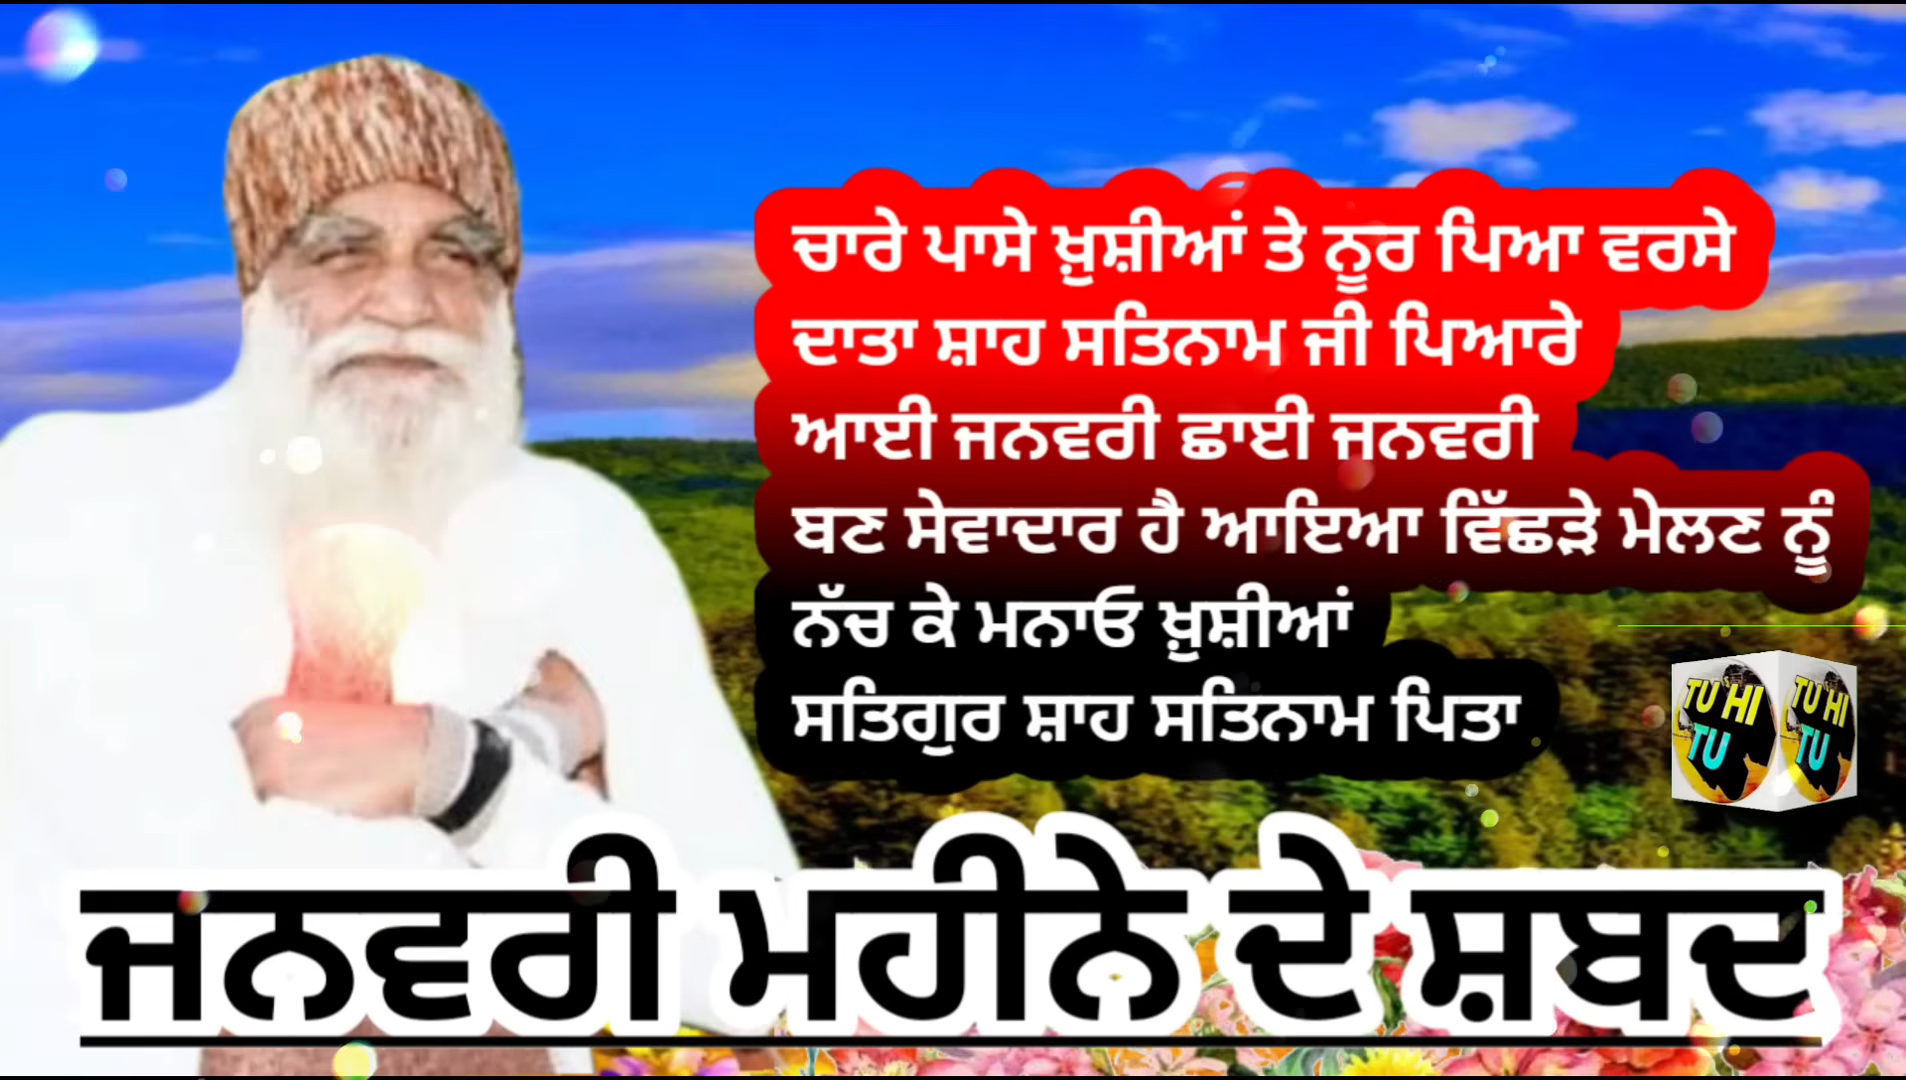 ਚਾਰੇ ਪਾਸੇ ਖ਼ੁਸ਼ੀਆਂ ਤੇ ਨੂਰ ਪਿਆ ਵਰਸੇ
ਦਾਤਾ ਸ਼ਾਹ ਸਤਿਨਾਮ ਜੀ ਪਿਆਰੇ
ਆਈ ਜਨਵਰੀ ਛਾਈ ਜਨਵਰੀ
ਬਣ ਸੇਵਾਦਾਰ ਹੈ ਆਇਆ ਵਿੱਛੜੇ ਮੇਲਣ ਨੂੰ
ਨੱਚ ਕੇ ਮਨਾਓ ਖ਼ੁਸ਼ੀਆਂ
ਸਤਿਗੁਰ ਸ਼ਾਹ ਸਤਿਨਾਮ ਪਿਤਾ
TU HI TU HI
TU TU
ਜਨਵਰੀ ਮਹੀਨੇ ਦੇ ਸ਼ਬਦ